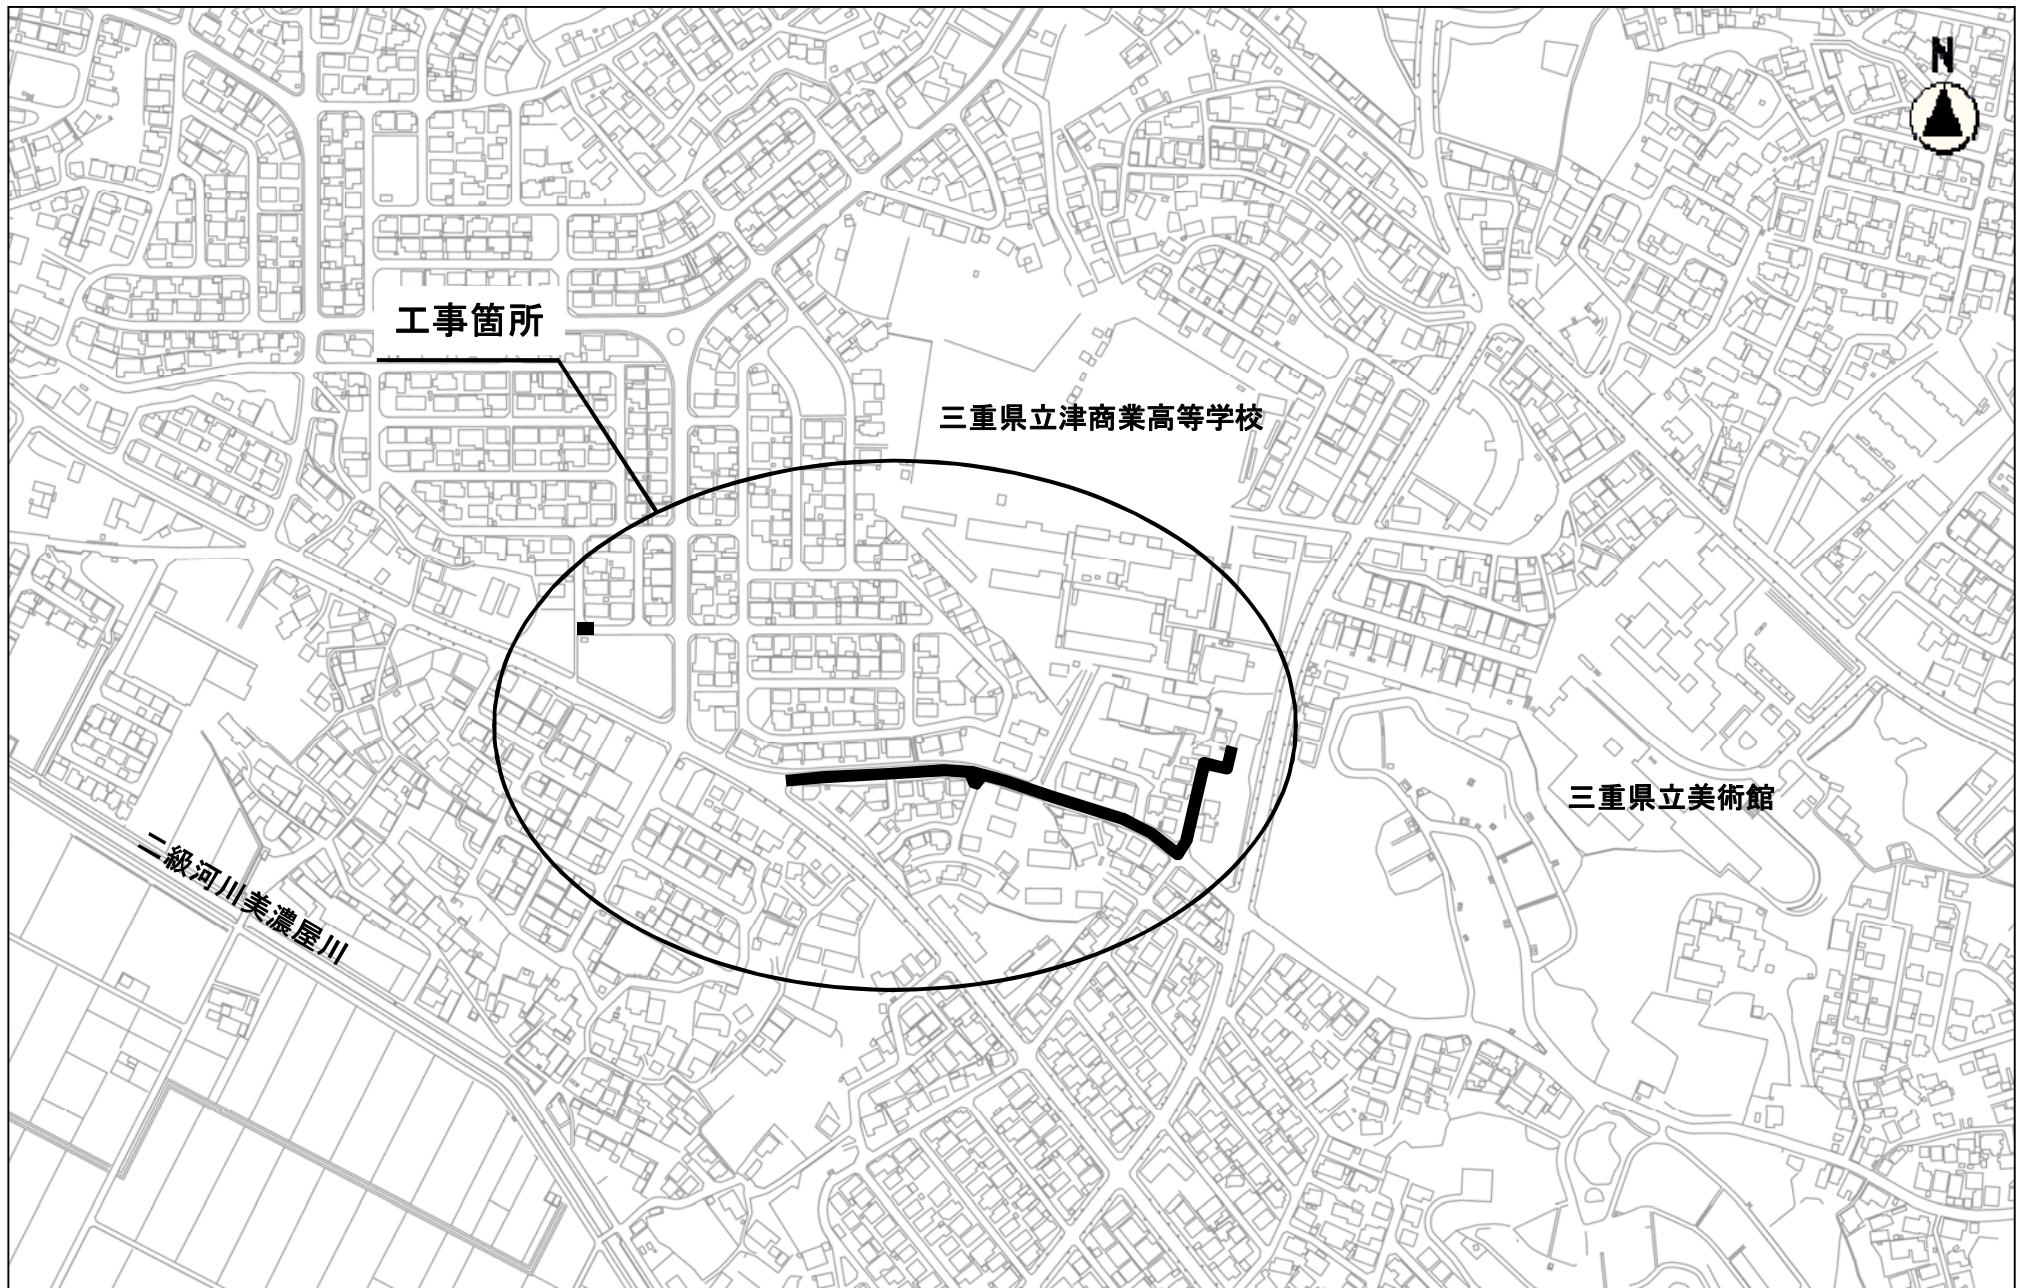 N
工事箇所
三重県立津商業高等学校
三重県立美術館
二級河川美濃屋川